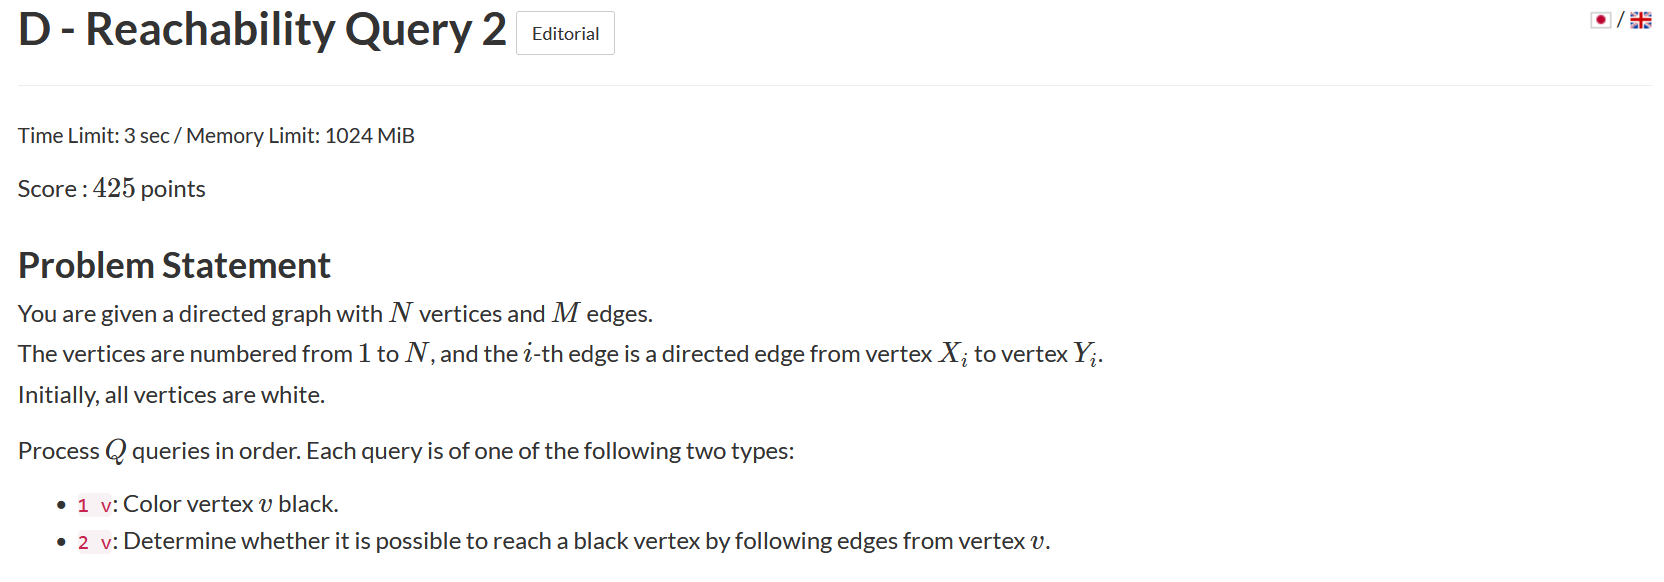 D - Reachability Query 2 Editorial
/
Time Limit: 3 sec / Memory Limit: 1024 MiB
Score : 425 points
Problem Statement
You are given a directed graph with N vertices and M edges.
The vertices are numbered from 1 to N, and the i-th edge is a directed edge from vertex Xᵢ to vertex Yᵢ.
Initially, all vertices are white.
Process Q queries in order. Each query is of one of the following two types:
• 1 v: Color vertex v black.
• 2 v: Determine whether it is possible to reach a black vertex by following edges from vertex v.